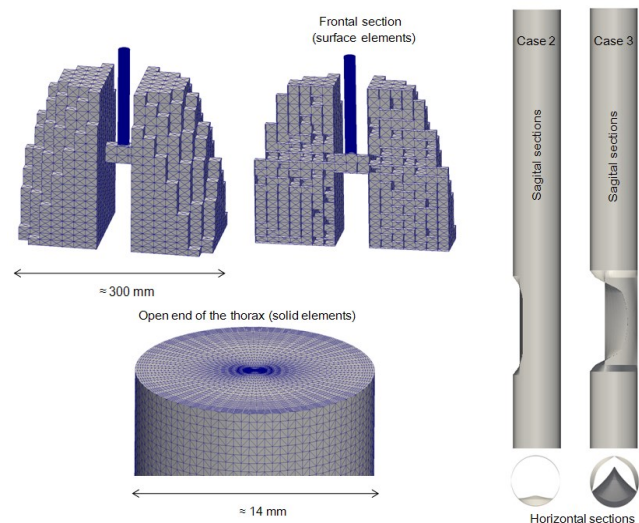 Frontal section
(surface elements)
≈ 300 mm
Open end of the thorax (solid elements)
≈ 14 mm
Case 2
Case 3
Sagital sections
Sagital sections
Horizontal sections